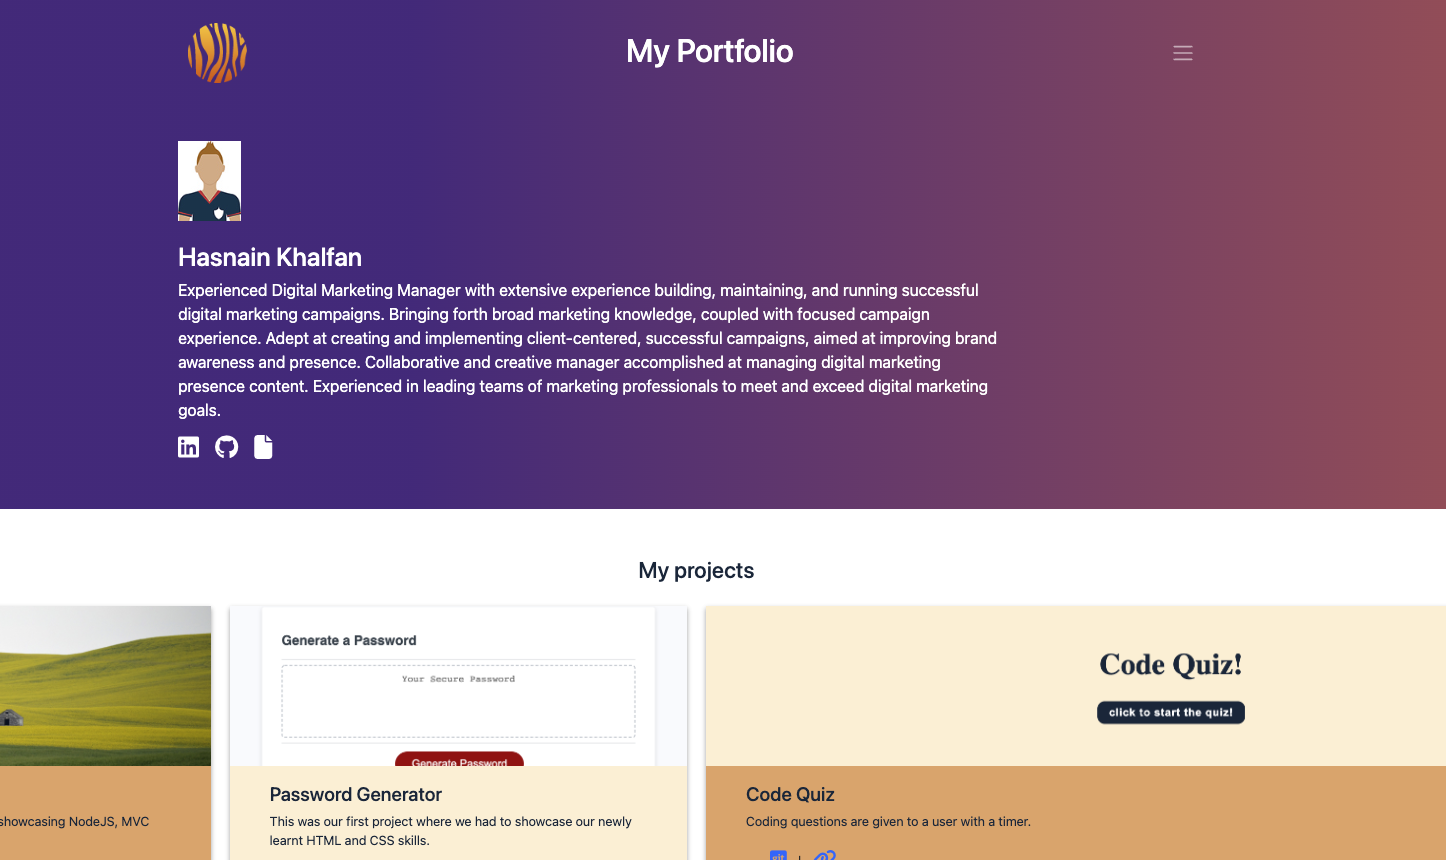 My Portfolio
Hasnain Khalfan
Experienced Digital Marketing Manager with extensive experience building, maintaining, and running successful
digital marketing campaigns. Bringing forth broad marketing knowledge, coupled with focused campaign
experience. Adept at creating and implementing client-centered, successful campaigns, aimed at improving brand
awareness and presence. Collaborative and creative manager accomplished at managing digital marketing
presence content. Experienced in leading teams of marketing professionals to meet and exceed digital marketing
goals.
in
My projects
Generate a Password
Your Secure Password
Generate Password
Code Quiz!
click to start the quiz!
showcasing NodeJS, MVC
Password Generator
This was our first project where we had to showcase our newly
learnt HTML and CSS skills.
Code Quiz
Coding questions are given to a user with a timer.
git |